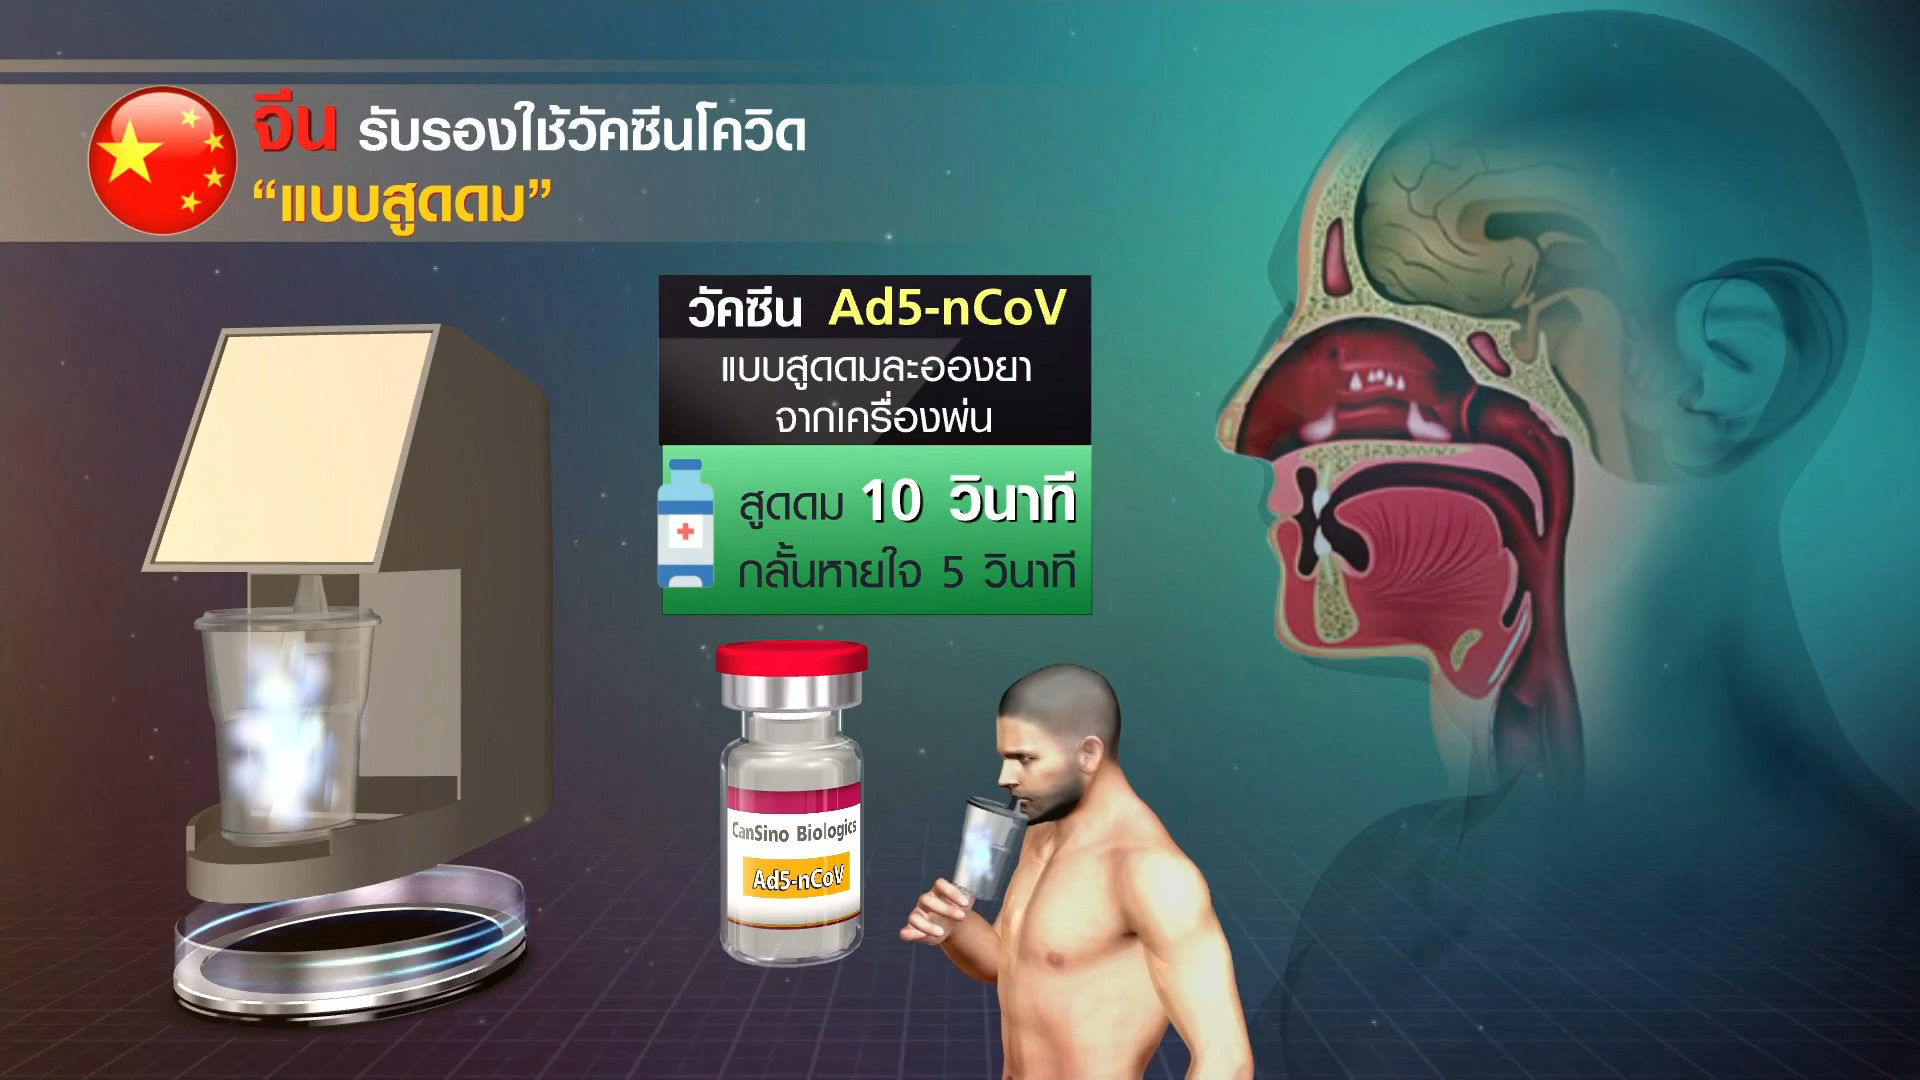 จีน รับรองใช้วัคซีนโควิด
“แบบสูดดม”
วัคซีน Ad5-nCoV
แบบสูดดมละอองยา
จากเครื่องพ่น
สูดดม 10 วินาที
กลั้นหายใจ 5 วินาที
CanSino Biologics
Ad5-nCoV